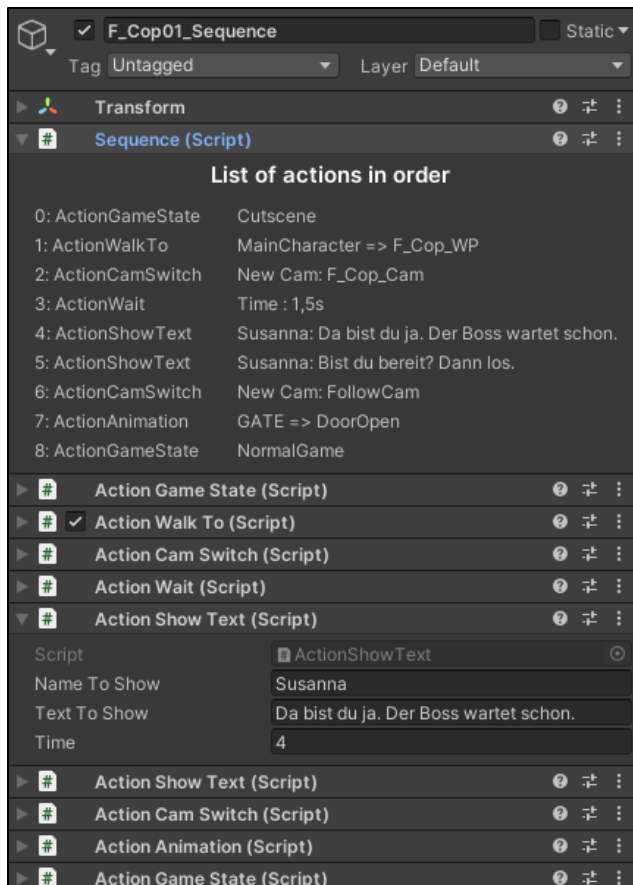 F_Cop01_Sequence Static
Tag Untagged Layer Default
Transform
# Sequence (Script)
List of actions in order
0: ActionGameState Cutscene
1: ActionWalkTo MainCharacter => F_Cop_WP
2: ActionCamSwitch New Cam: F_Cop_Cam
3: ActionWait Time : 1,5s
4: ActionShowText Susanna: Da bist du ja. Der Boss wartet schon.
5: ActionShowText Susanna: Bist du bereit? Dann los.
6: ActionCamSwitch New Cam: FollowCam
7: ActionAnimation GATE => DoorOpen
8: ActionGameState NormalGame
# Action Game State (Script)
# Action Walk To (Script)
# Action Cam Switch (Script)
# Action Wait (Script)
# Action Show Text (Script)
Script # ActionShowText
Name To Show Susanna
Text To Show Da bist du ja. Der Boss wartet schon.
Time 4
# Action Show Text (Script)
# Action Cam Switch (Script)
# Action Animation (Script)
# Action Game State (Script)